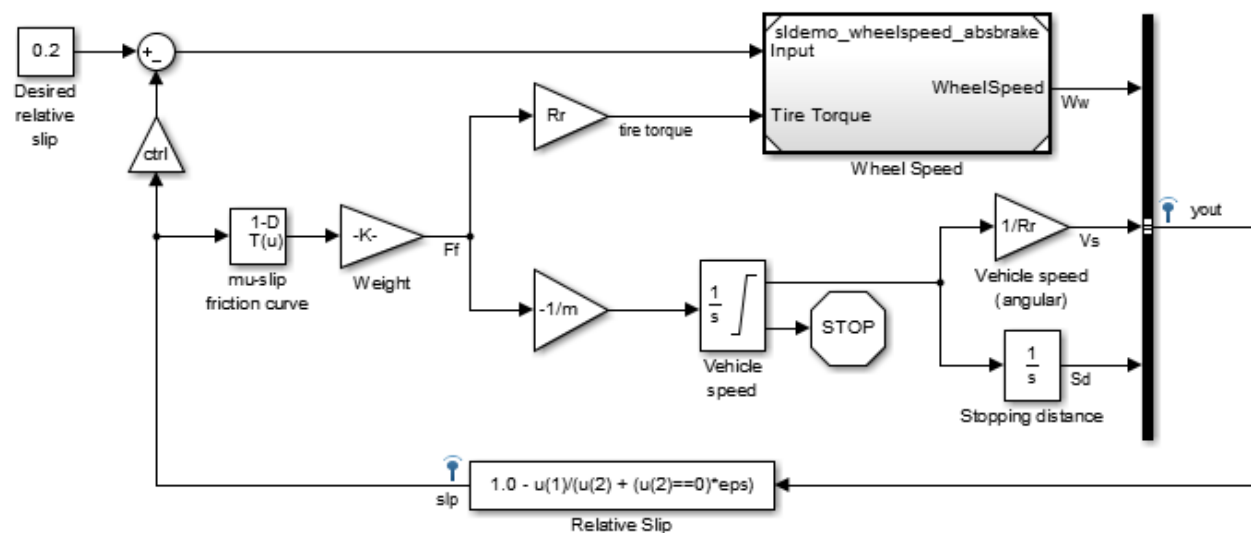 0.2
Desired
relative
slip
+
−
ctrl
sldemo_wheelspeed_absbrake
Input
WheelSpeed
Tire Torque
Wheel Speed
Ww
Rr
tire torque
1-D
T(u)
mu-slip
friction curve
-K-
Weight
Ff
-1/m
1
s
Vehicle
speed
STOP
1/Rr
Vehicle speed
(angular)
Vs
1
s
Stopping distance
Sd
yout
slp
1.0 - u(1)/(u(2) + (u(2)==0)*eps)
Relative Slip